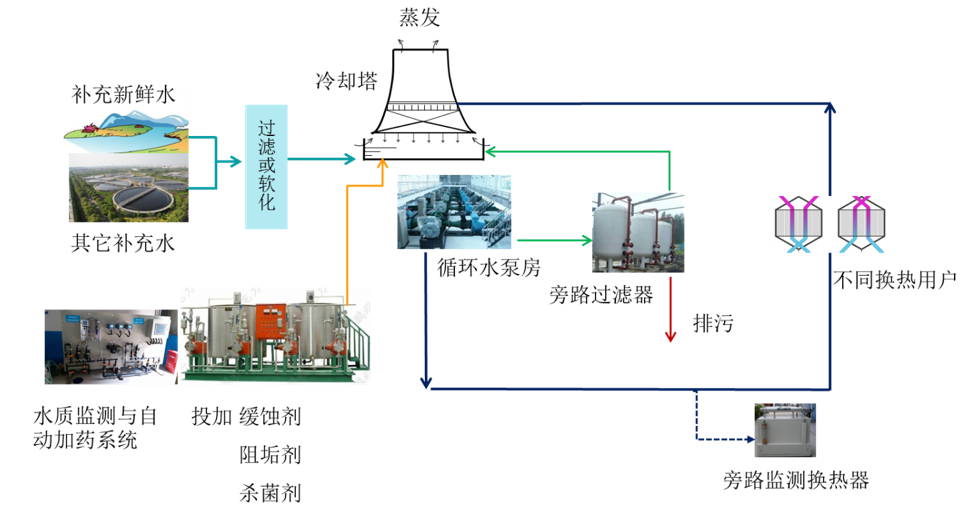 蒸发
冷却塔
补充新鲜水
过滤或软化
其它补充水
循环水泵房
旁路过滤器
不同换热用户
排污
水质监测与自
动加药系统
投加 缓蚀剂
阻垢剂
杀菌剂
旁路监测换热器